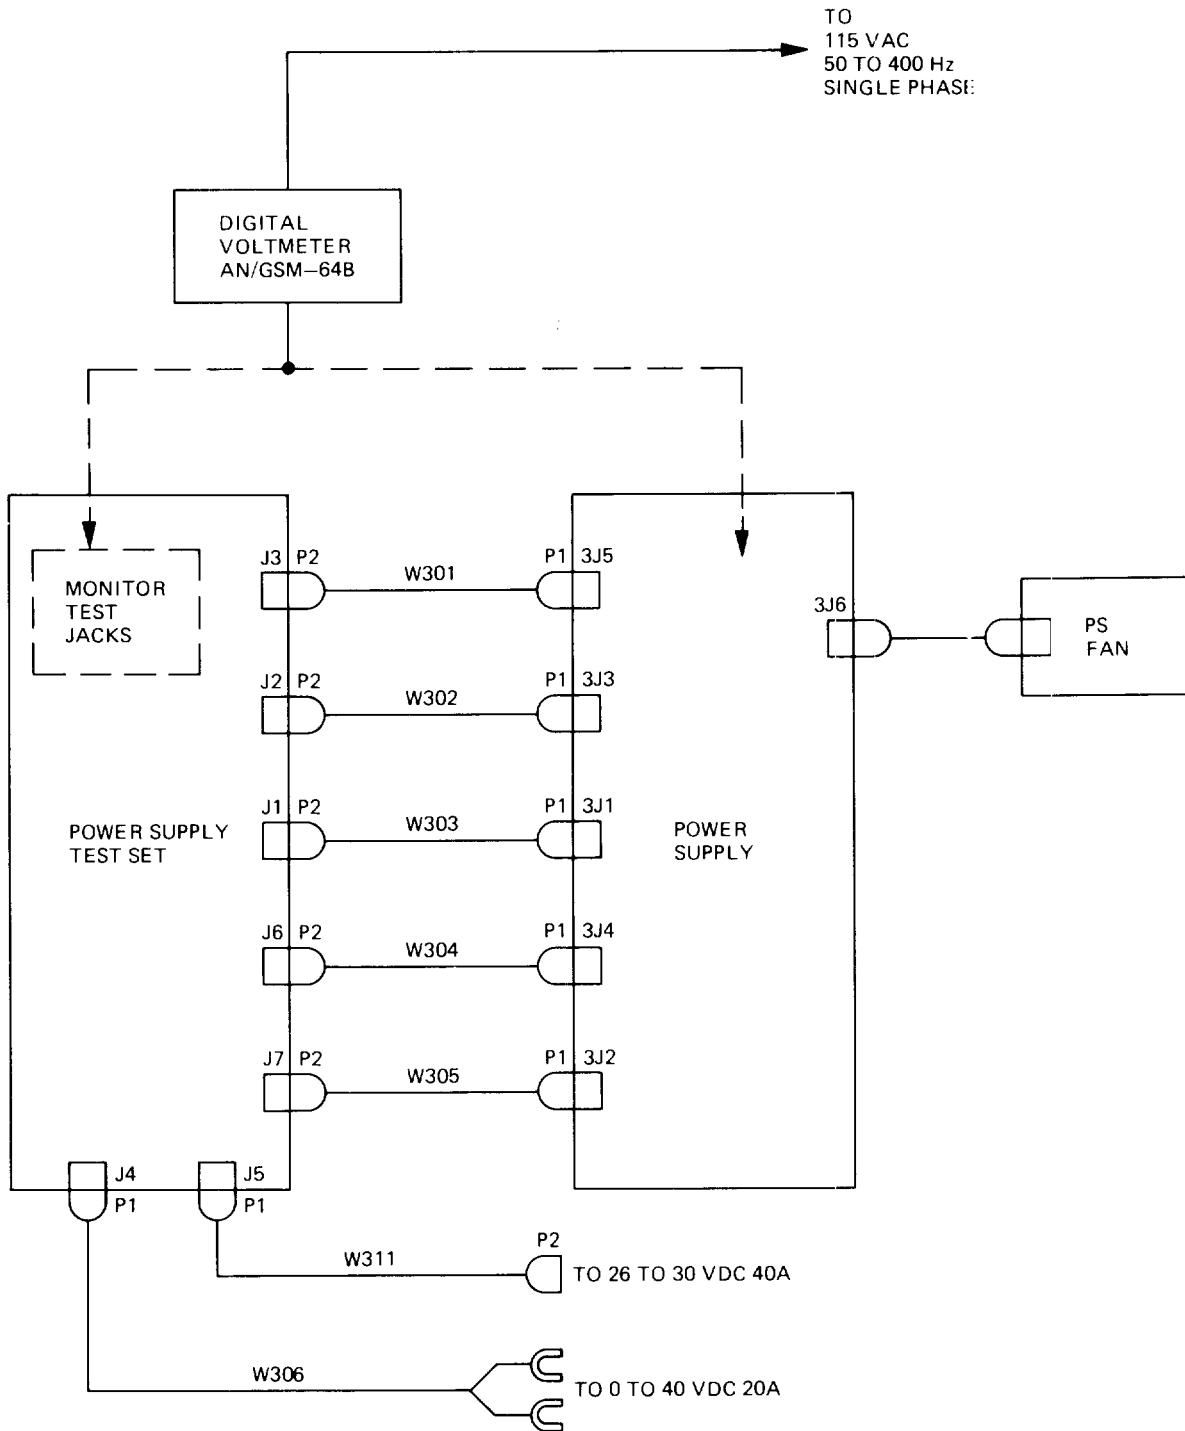 TO
115 VAC
50 TO 400 Hz
SINGLE PHASE
DIGITAL
VOLTMETER
AN/GSM-64B
MONITOR
TEST
JACKS
J3 P2
W301
P1 3J5
3J6
PS
FAN
J2 P2
W302
P1 3J3
J1 P2
W303
P1 3J1
POWER SUPPLY
TEST SET
POWER
SUPPLY
J6 P2
W304
P1 3J4
J7 P2
W305
P1 3J2
J4
P1
J5
P1
W311
P2
TO 26 TO 30 VDC 40A
W306
TO 0 TO 40 VDC 20A